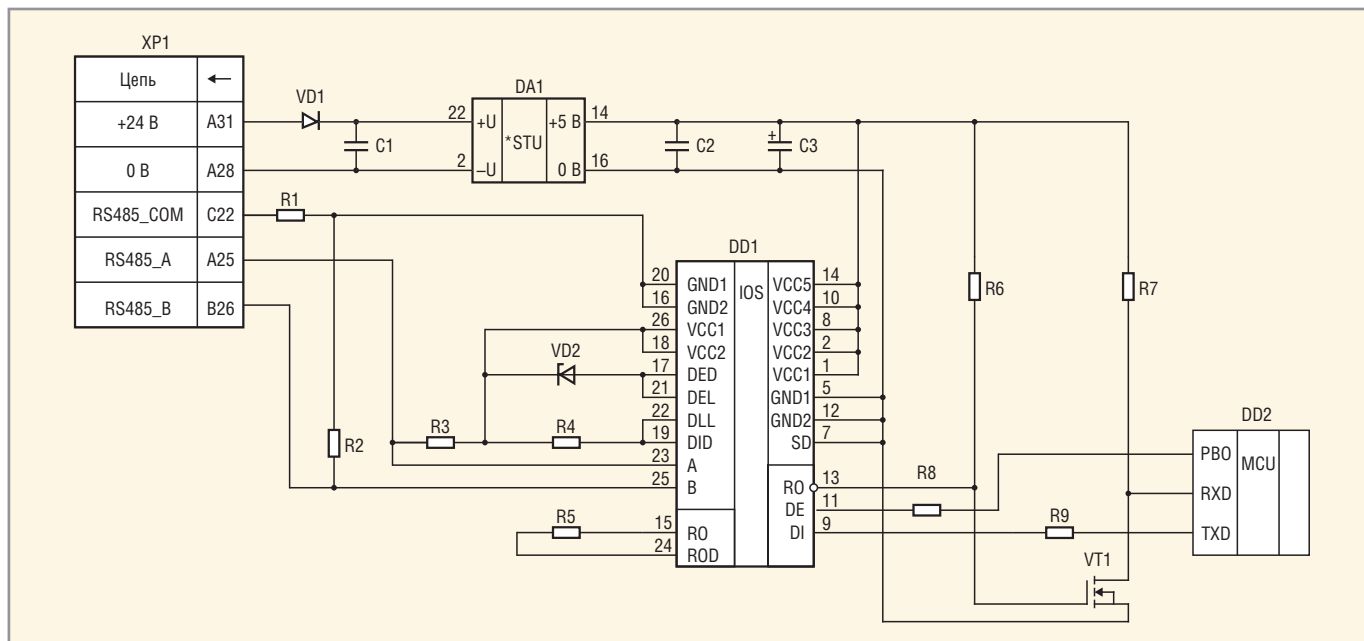 XP1
Цепь
+24 В A31
0 В A28
RS485_COM C22
RS485_A A25
RS485_B B26
VD1
C1
DA1
22 +U +5 В 14
*STU
2 –U 0 В 16
C2
+
C3
R1
R2
R3
R4
VD2
R5
DD1
IOS
20 GND1
16 GND2
26 VCC1
18 VCC2
17 DED
21 DEL
22 DLL
19 DID
23 A
25 B
15 RO
24 ROD
VCC5 14
VCC4 10
VCC3 8
VCC2 2
VCC1 1
GND1 5
GND2 12
SD 7
RO 13
DE 11
DI 9
R6
R7
R8
R9
VT1
DD2
PBO
MCU
RXD
TXD